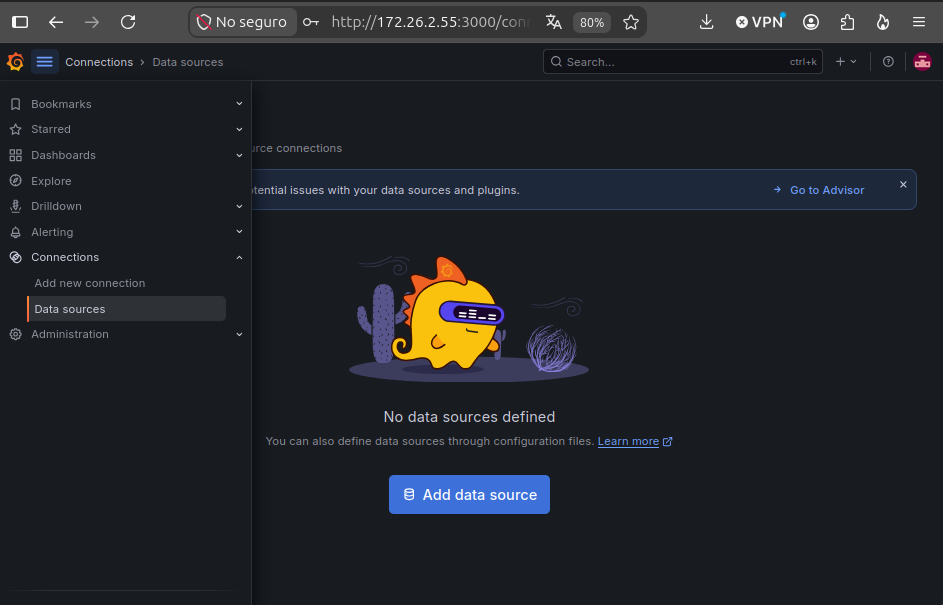 No seguro
http://172.26.2.55:3000/con
80%
VPN
Connections › Data sources
Search...
ctrl+k
Bookmarks
Starred
Dashboards
Explore
Drilldown
Alerting
Connections
Add new connection
Data sources
Administration
urce connections
tential issues with your data sources and plugins.
Go to Advisor
No data sources defined
You can also define data sources through configuration files. Learn more
Add data source